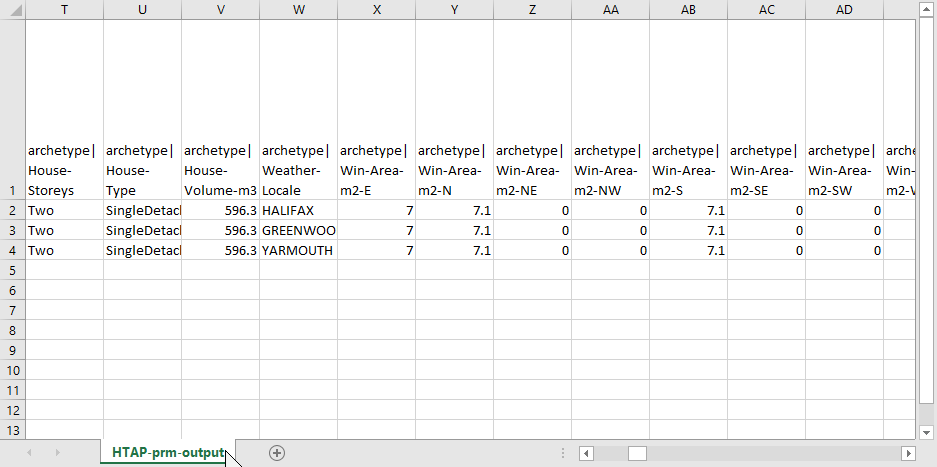 T U V W X Y Z AA AB AC AD
archetype| archetype| archetype| archetype| archetype| archetype| archetype| archetype| archetype| archetype| archetype| arche
House- House- House- Weather- Win-Area- Win-Area- Win-Area- Win-Area- Win-Area- Win-Area- Win-Area- Win-
1 Storeys Type Volume-m3 Locale m2-E m2-N m2-NE m2-NW m2-S m2-SE m2-SW m2-
2 Two SingleDetach 596.3 HALIFAX 7 7.1 0 0 7.1 0 0
3 Two SingleDetach 596.3 GREENWOO 7 7.1 0 0 7.1 0 0
4 Two SingleDetach 596.3 YARMOUTH 7 7.1 0 0 7.1 0 0
5
6
7
8
9
10
11
12
13
HTAP-prm-output